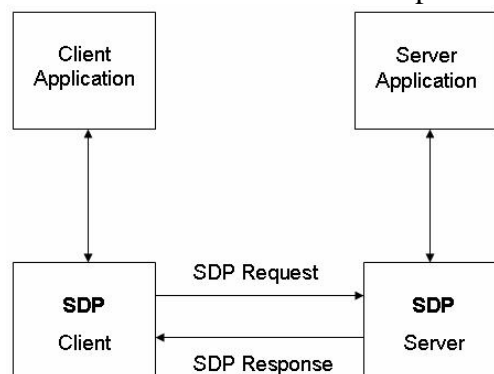 Client
Application
Server
Application
SDP Request
SDP
Client
SDP
Server
SDP Response